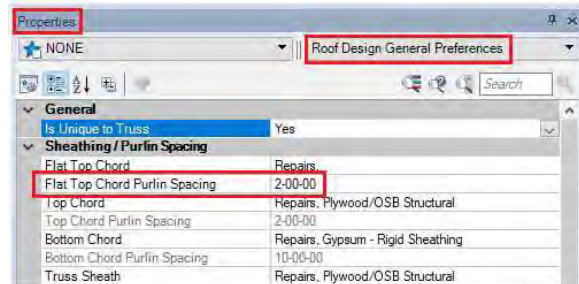 Properties
NONE Roof Design General Preferences
Search
General
Is Unique to Truss Yes
Sheathing / Purlin Spacing
Flat Top Chord Repairs,
Flat Top Chord Purlin Spacing 2-00-00
Top Chord Repairs, Plywood/OSB Structural
Top Chord Purlin Spacing 2-00-00
Bottom Chord Repairs, Gypsum - Rigid Sheathing
Bottom Chord Purlin Spacing 10-00-00
Truss Sheath Repairs, Plywood/OSB Structural